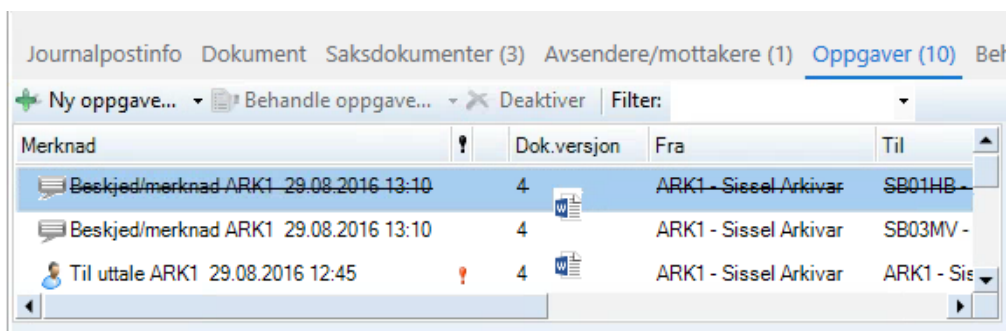 Journalpostinfo Dokument Saksdokumenter (3) Avsendere/mottakere (1) Oppgaver (10) Beh
Ny oppgave... Behandle oppgave... Deaktiver Filter:
Merknad ! Dok.versjon Fra Til
Beskjed/merknad ARK1 29.08.2016 13:10 4 ARK1 - Sissel Arkivar SB01HB -
Beskjed/merknad ARK1 29.08.2016 13:10 4 ARK1 - Sissel Arkivar SB03MV -
Til uttale ARK1 29.08.2016 12:45 ! 4 ARK1 - Sissel Arkivar ARK1 - Sis